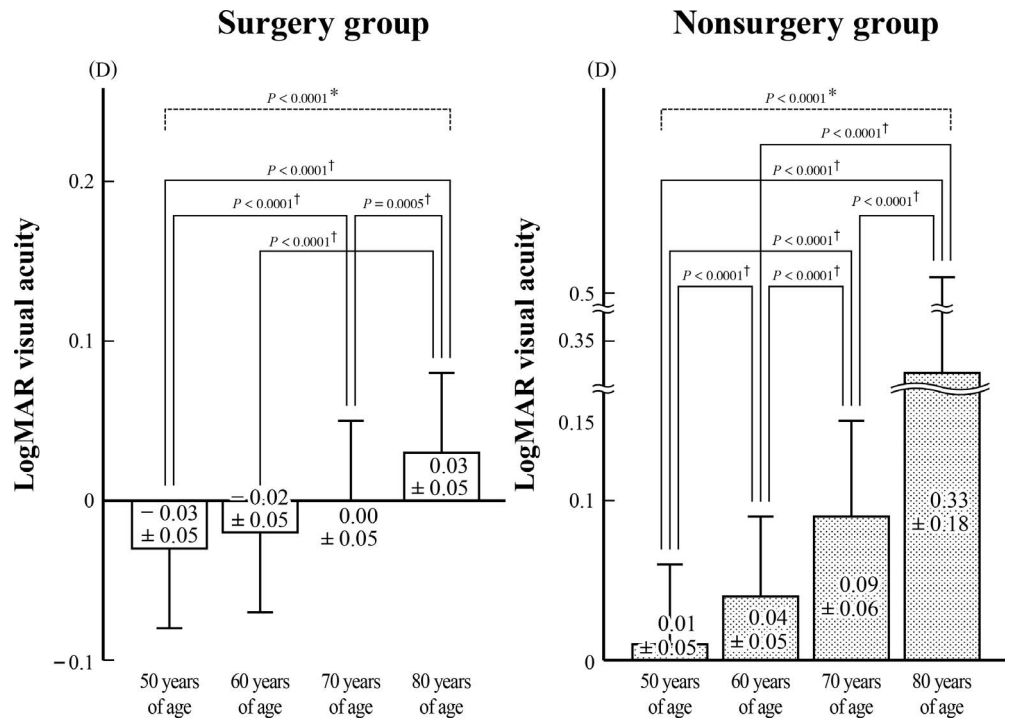 Surgery group
(D)
LogMAR visual acuity
0.2
0.1
0
−0.1
P < 0.0001*
P < 0.0001†
P < 0.0001†
P = 0.0005†
P < 0.0001†
− 0.03
± 0.05
− 0.02
± 0.05
0.00
± 0.05
0.03
± 0.05
50 years
of age
60 years
of age
70 years
of age
80 years
of age
Nonsurgery group
(D)
LogMAR visual acuity
0.5
0.35
0.15
0.1
0
P < 0.0001*
P < 0.0001†
P < 0.0001†
P < 0.0001†
P < 0.0001†
P < 0.0001†
P < 0.0001†
0.01
± 0.05
0.04
± 0.05
0.09
± 0.06
0.33
± 0.18
50 years
of age
60 years
of age
70 years
of age
80 years
of age